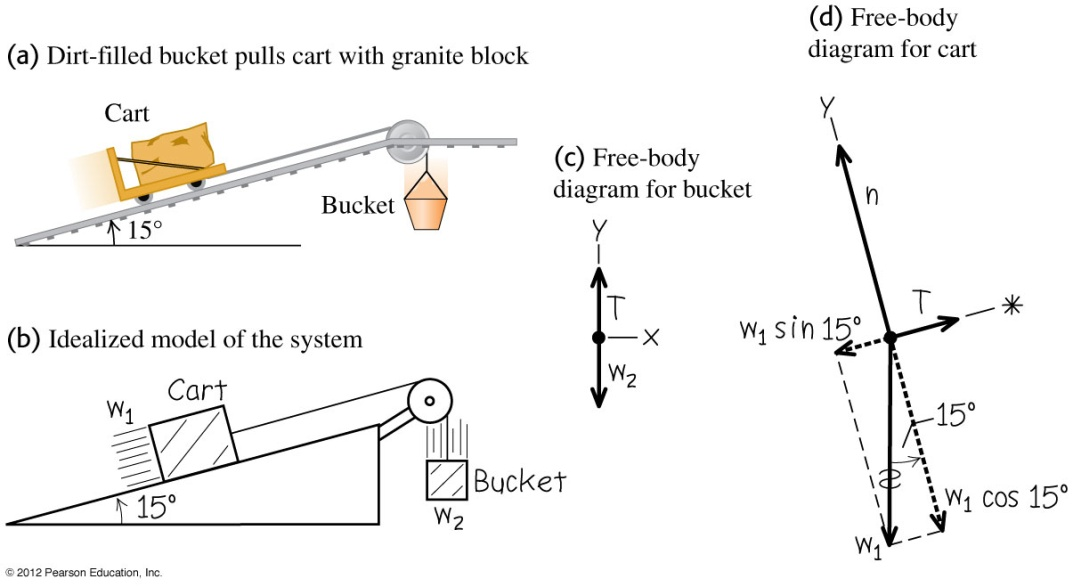 (a) Dirt-filled bucket pulls cart with granite block
Cart
Bucket
15°
(b) Idealized model of the system
Cart
W₁
15°
Bucket
W₂
(c) Free-body
diagram for bucket
Y
T
X
W₂
(d) Free-body
diagram for cart
Y
n
T
W₁ sin 15°
15°
W₁ cos 15°
W₁
© 2012 Pearson Education, Inc.